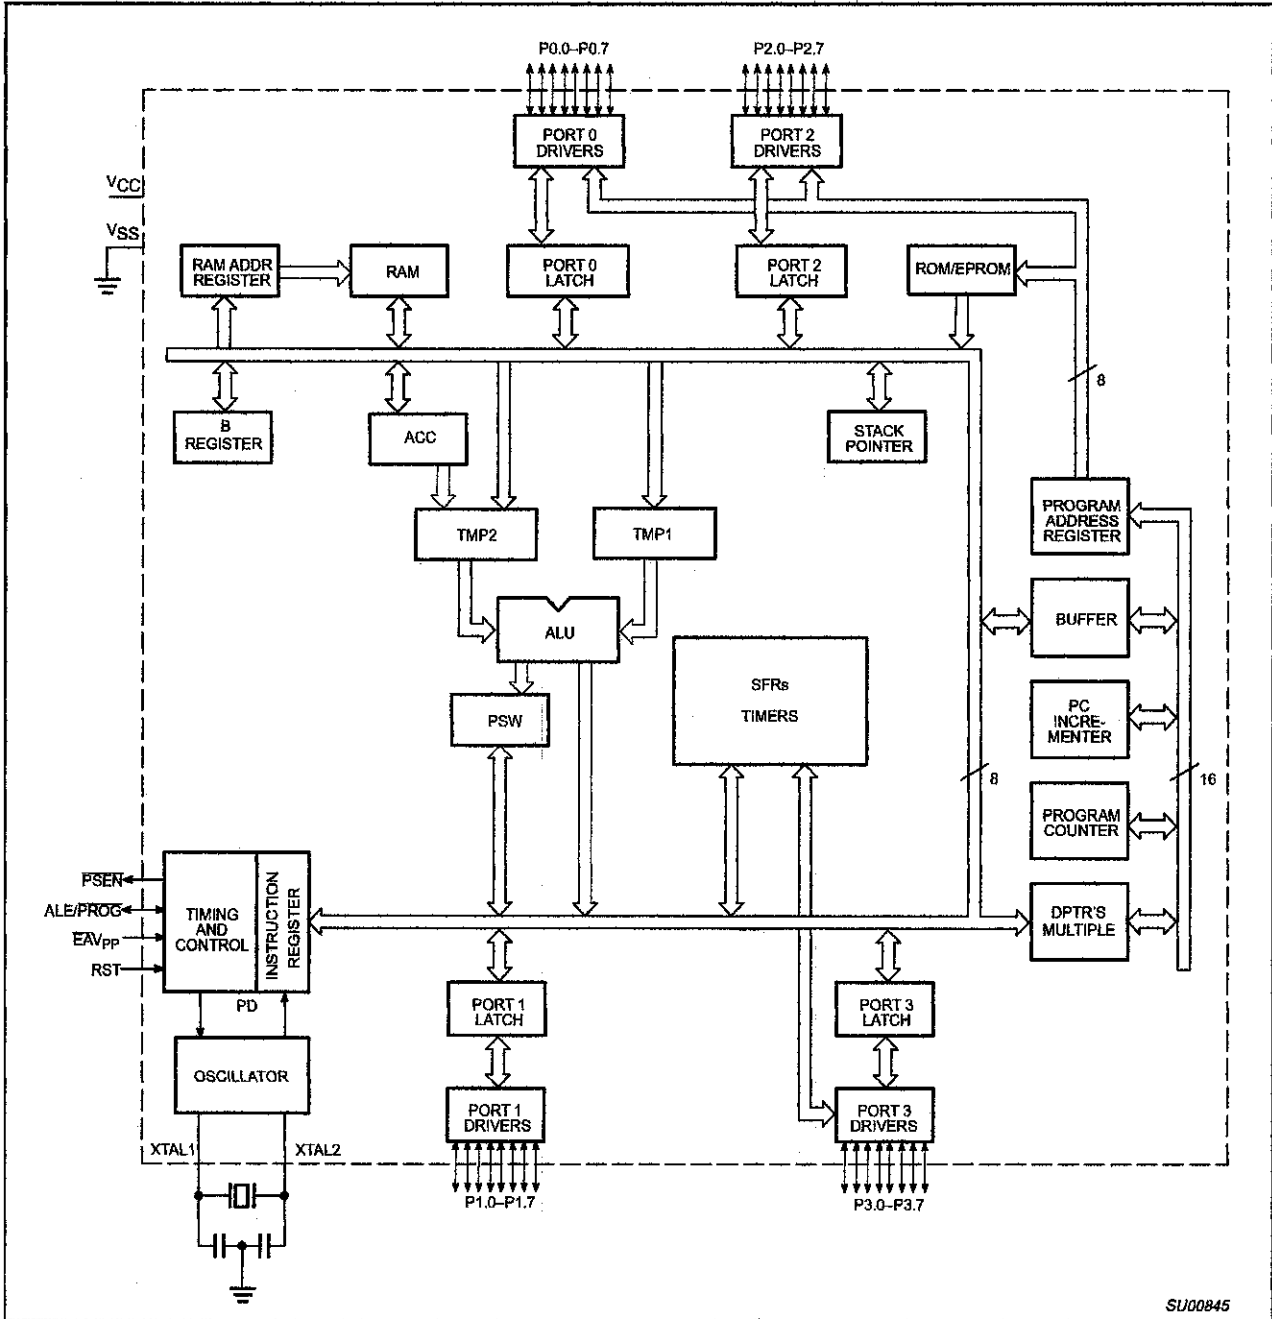 P0.0–P0.7
P2.0–P2.7
PORT 0
DRIVERS
PORT 2
DRIVERS
VCC
VSS
RAM ADDR
REGISTER
RAM
PORT 0
LATCH
PORT 2
LATCH
ROM/EPROM
8
B
REGISTER
ACC
STACK
POINTER
TMP2
TMP1
PROGRAM
ADDRESS
REGISTER
ALU
BUFFER
SFRs
TIMERS
PSW
PC
INCRE-
MENTER
8
16
PROGRAM
COUNTER
PSEN
ALE/PROG
EAVPP
RST
TIMING
AND
CONTROL
INSTRUCTION
REGISTER
DPTR'S
MULTIPLE
PD
PORT 1
LATCH
PORT 3
LATCH
OSCILLATOR
PORT 1
DRIVERS
PORT 3
DRIVERS
XTAL1
XTAL2
P1.0–P1.7
P3.0–P3.7
SU00845